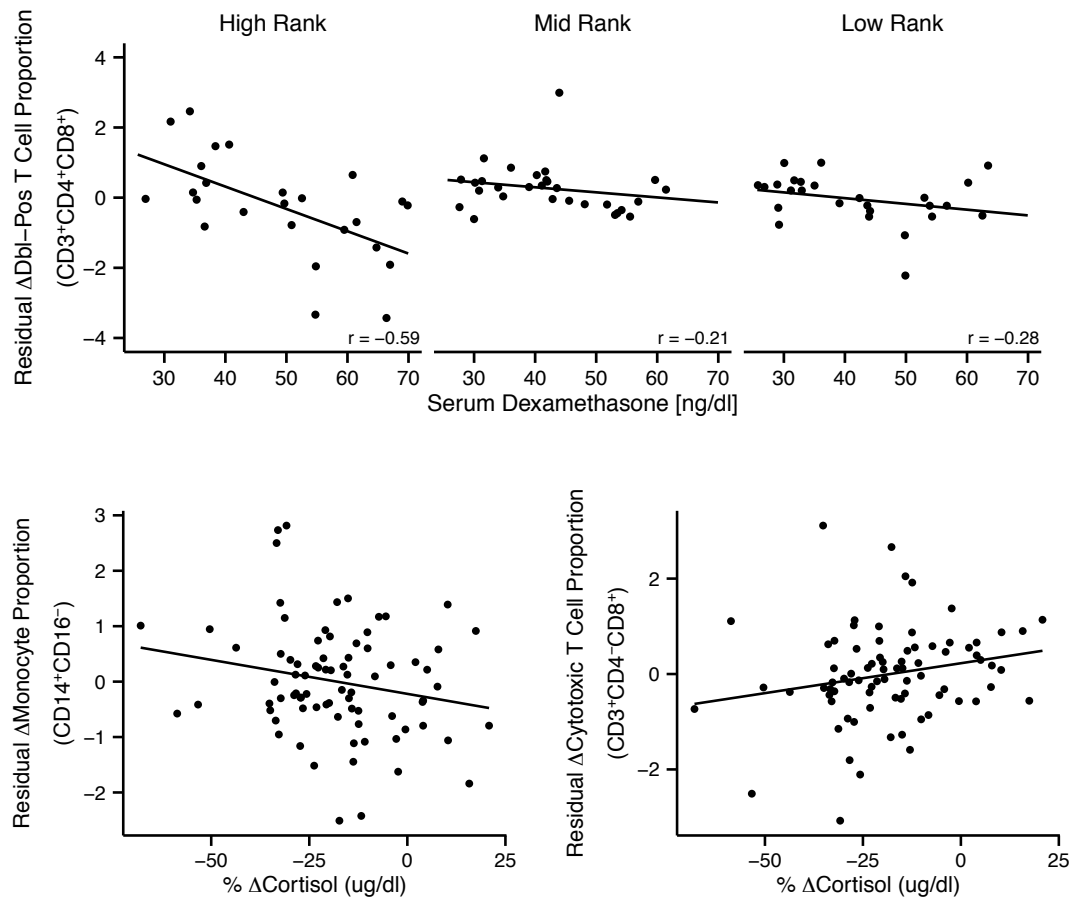 High Rank
Mid Rank
Low Rank
Residual ΔDbl−Pos T Cell Proportion
(CD3⁺CD4⁺CD8⁺)
4
2
0
−2
−4
r = −0.59
r = −0.21
r = −0.28
30 40 50 60 70
30 40 50 60 70
30 40 50 60 70
Serum Dexamethasone [ng/dl]
Residual ΔMonocyte Proportion
(CD14⁺CD16⁻)
3
2
1
0
−1
−2
−50 −25 0 25
% ΔCortisol (ug/dl)
Residual ΔCytotoxic T Cell Proportion
(CD3⁺CD4⁻CD8⁺)
2
0
−2
−50 −25 0 25
% ΔCortisol (ug/dl)